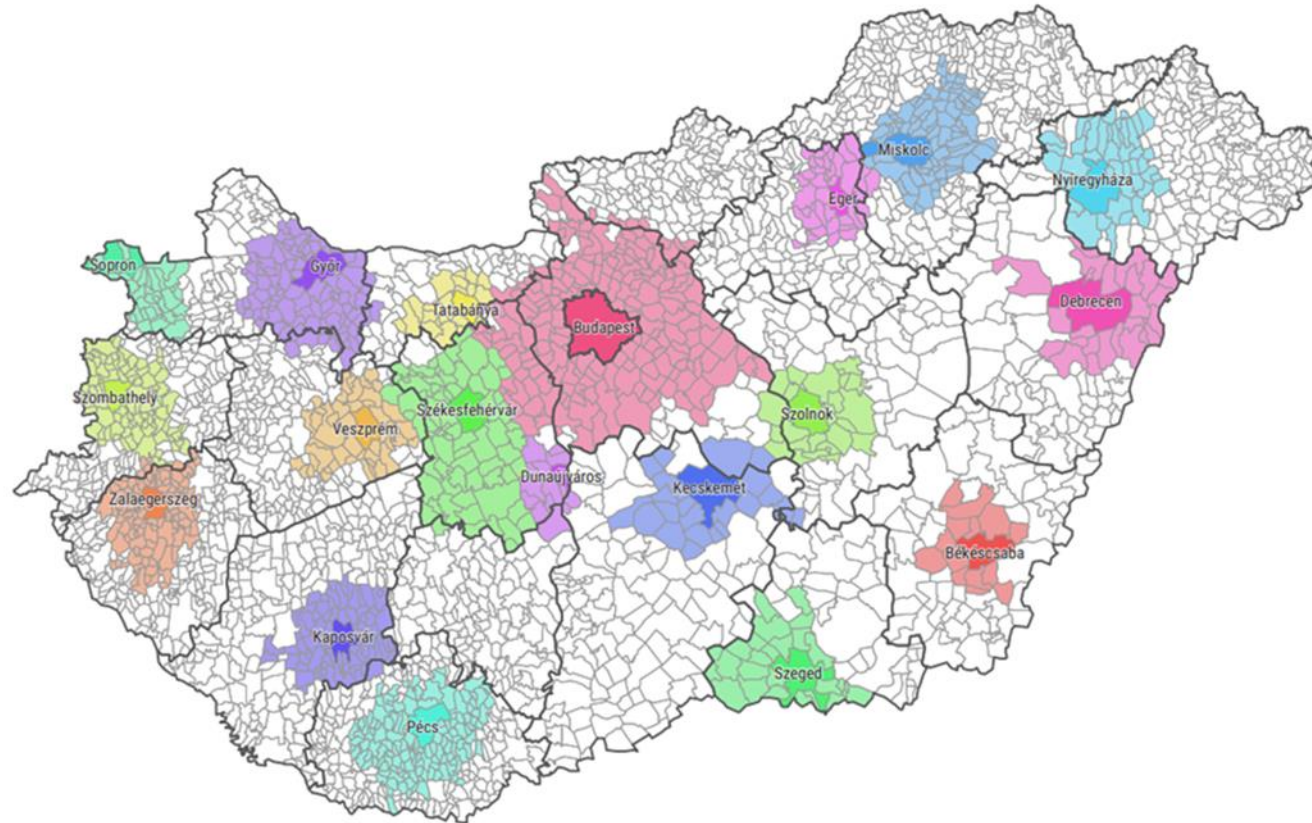 Miskolc
Nyíregyháza
Eger
Sopron
Győr
Debrecen
Tatabánya
Budapest
Szombathely
Székesfehérvár
Szolnok
Veszprém
Dunaújváros
Kecskemét
Zalaegerszeg
Békéscsaba
Kaposvár
Szeged
Pécs